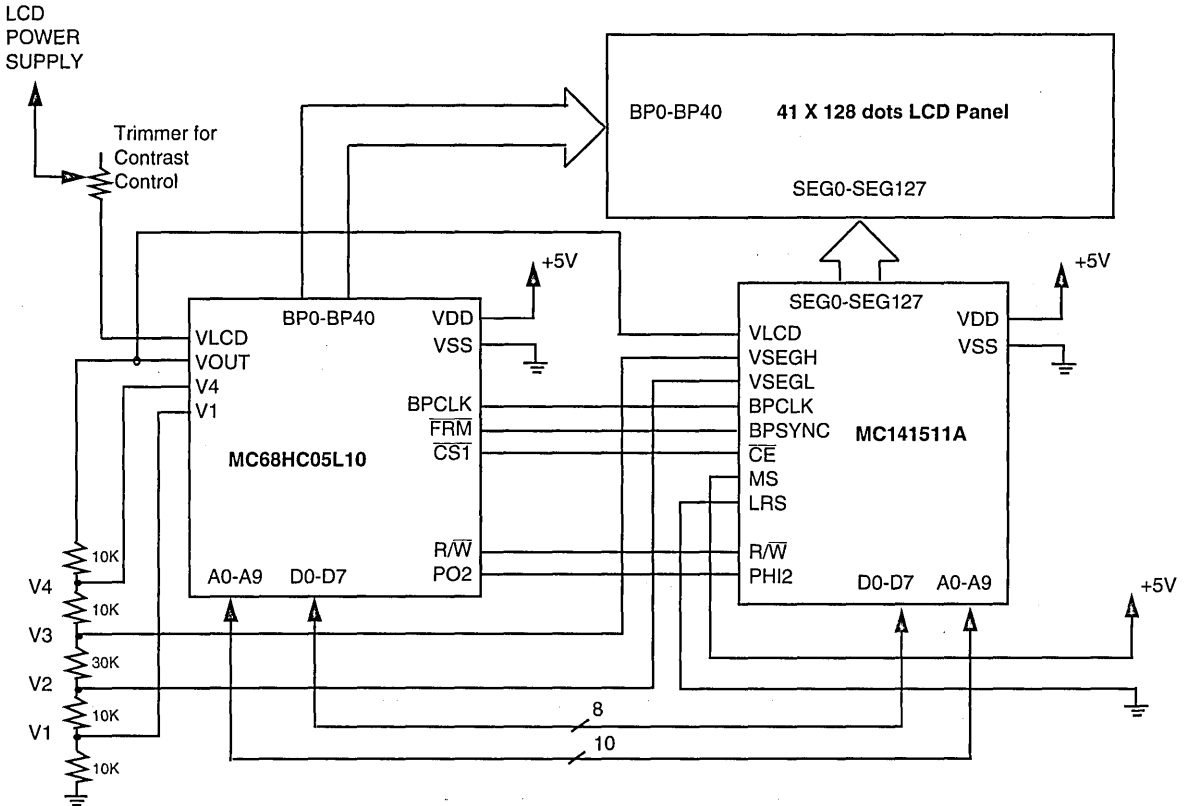 LCD
POWER
SUPPLY
Trimmer for
Contrast
Control
BP0-BP40
41 X 128 dots LCD Panel
SEG0-SEG127
+5V
+5V
BP0-BP40
VDD
VSS
VLCD
VOUT
V4
V1
BPCLK
FRM
CS1
MC68HC05L10
R/W
PO2
A0-A9
D0-D7
SEG0-SEG127
VDD
VSS
VLCD
VSEGH
VSEGL
BPCLK
BPSYNC
CE
MS
LRS
MC141511A
R/W
PHI2
D0-D7
A0-A9
+5V
10K
V4
10K
V3
30K
V2
10K
V1
10K
8
10